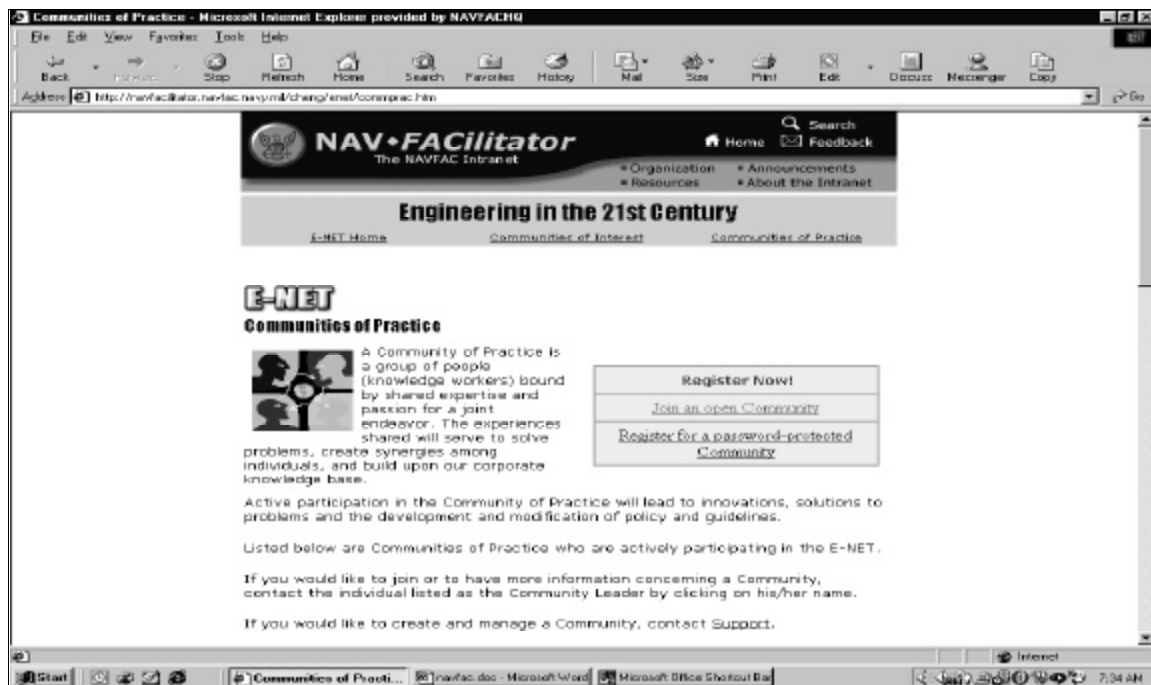 Communities of Practice - Microsoft Internet Explorer provided by NAVFACHQ
File Edit View Favorites Tools Help
Back Forward Stop Refresh Home Search Favorites History Mail Size Print Edit Discuss Messenger Copy
Address http://navfacilitator.navfac.navy.mil/cheng/enet/commprac.htm Go
NAV•FACilitator
The NAVFAC Intranet
Search
Home Feedback
Organization Announcements
Resources About the Intranet
Engineering in the 21st Century
E-NET Home Communities of Interest Communities of Practice
E-NET
Communities of Practice
A Community of Practice is
a group of people
(knowledge workers) bound
by shared expertise and
passion for a joint
endeavor. The experiences
shared will serve to solve
problems, create synergies among
individuals, and build upon our corporate
knowledge base.
Register Now!
Join an open Community
Register for a password-protected
Community
Active participation in the Community of Practice will lead to innovations, solutions to
problems and the development and modification of policy and guidelines.
Listed below are Communities of Practice who are actively participating in the E-NET.
If you would like to join or to have more information concerning a Community,
contact the individual listed as the Community Leader by clicking on his/her name.
If you would like to create and manage a Community, contact Support.
Internet
Start Communities of Practi... navfac.doc - Microsoft Word Microsoft Office Shortcut Bar 7:34 AM